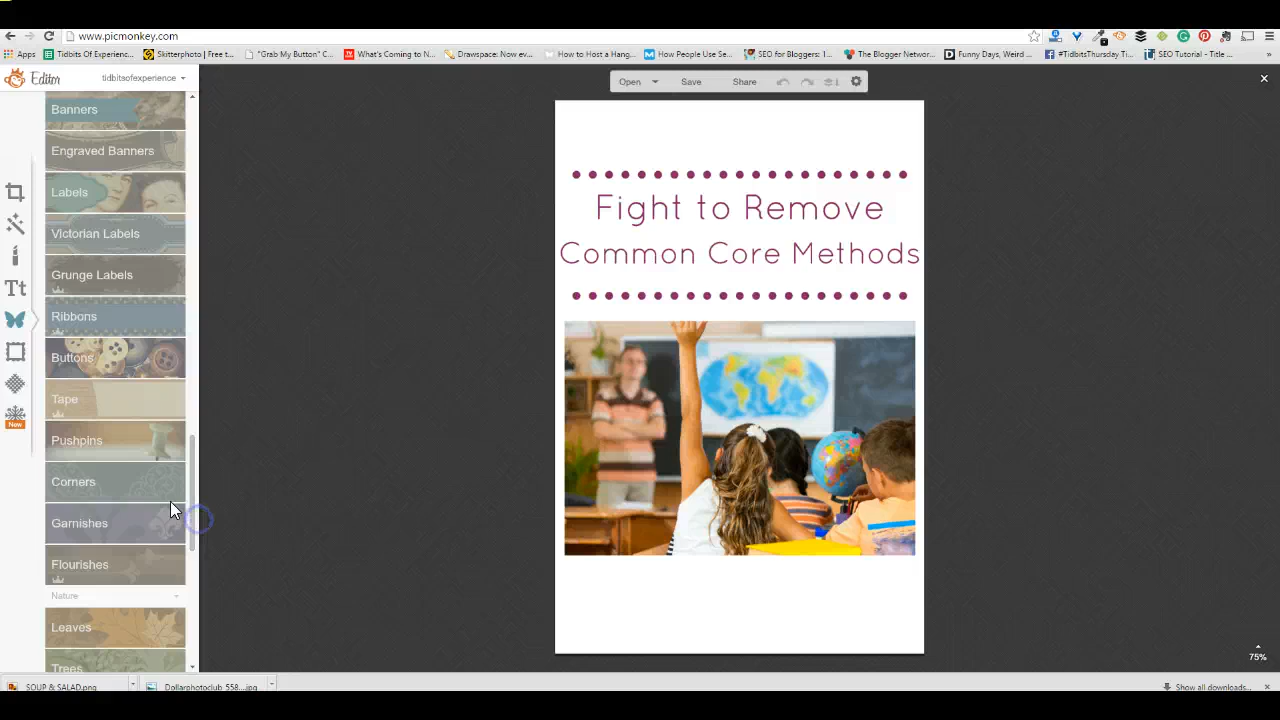 www.picmonkey.com
Apps Tidbits Of Experienc... Skitterphoto | Free t... "Grab My Button" C... What's Coming to N... Drawspace: Now ev... How to Host a Hang... How People Use Se... SEO for Bloggers: 1... The Blogger Networ... Funny Days, Weird ... #TidbitsThursday Ti... SEO Tutorial - Title ...
Editor tidbitsofexperience
Open Save Share
Banners
Engraved Banners
Labels
Victorian Labels
Grunge Labels
Ribbons
Buttons
Tt
Tape
New
Pushpins
Corners
Garnishes
Flourishes
Nature
Leaves
Trees
Fight to Remove
Common Core Methods
75%
SOUP & SALAD.png Dollarphotoclub_558....jpg Show all downloads...